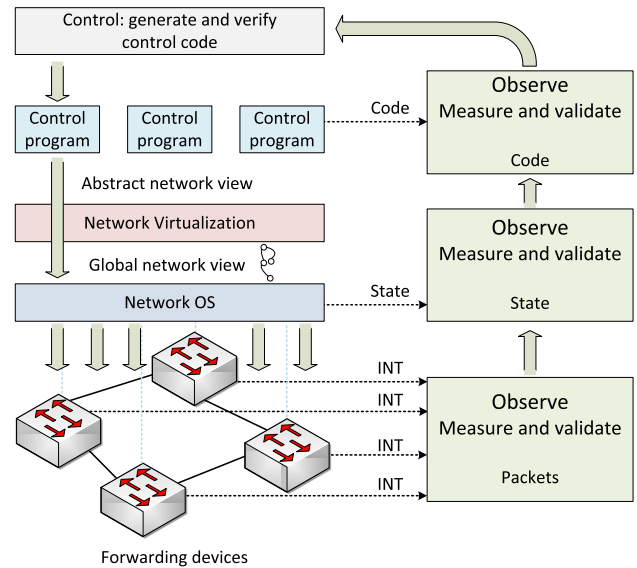 Control: generate and verify
control code
Control
program
Control
program
Control
program
Code
Observe
Measure and validate
Code
Abstract network view
Network Virtualization
Global network view
Network OS
State
Observe
Measure and validate
State
INT
INT
INT
INT
Observe
Measure and validate
Packets
Forwarding devices